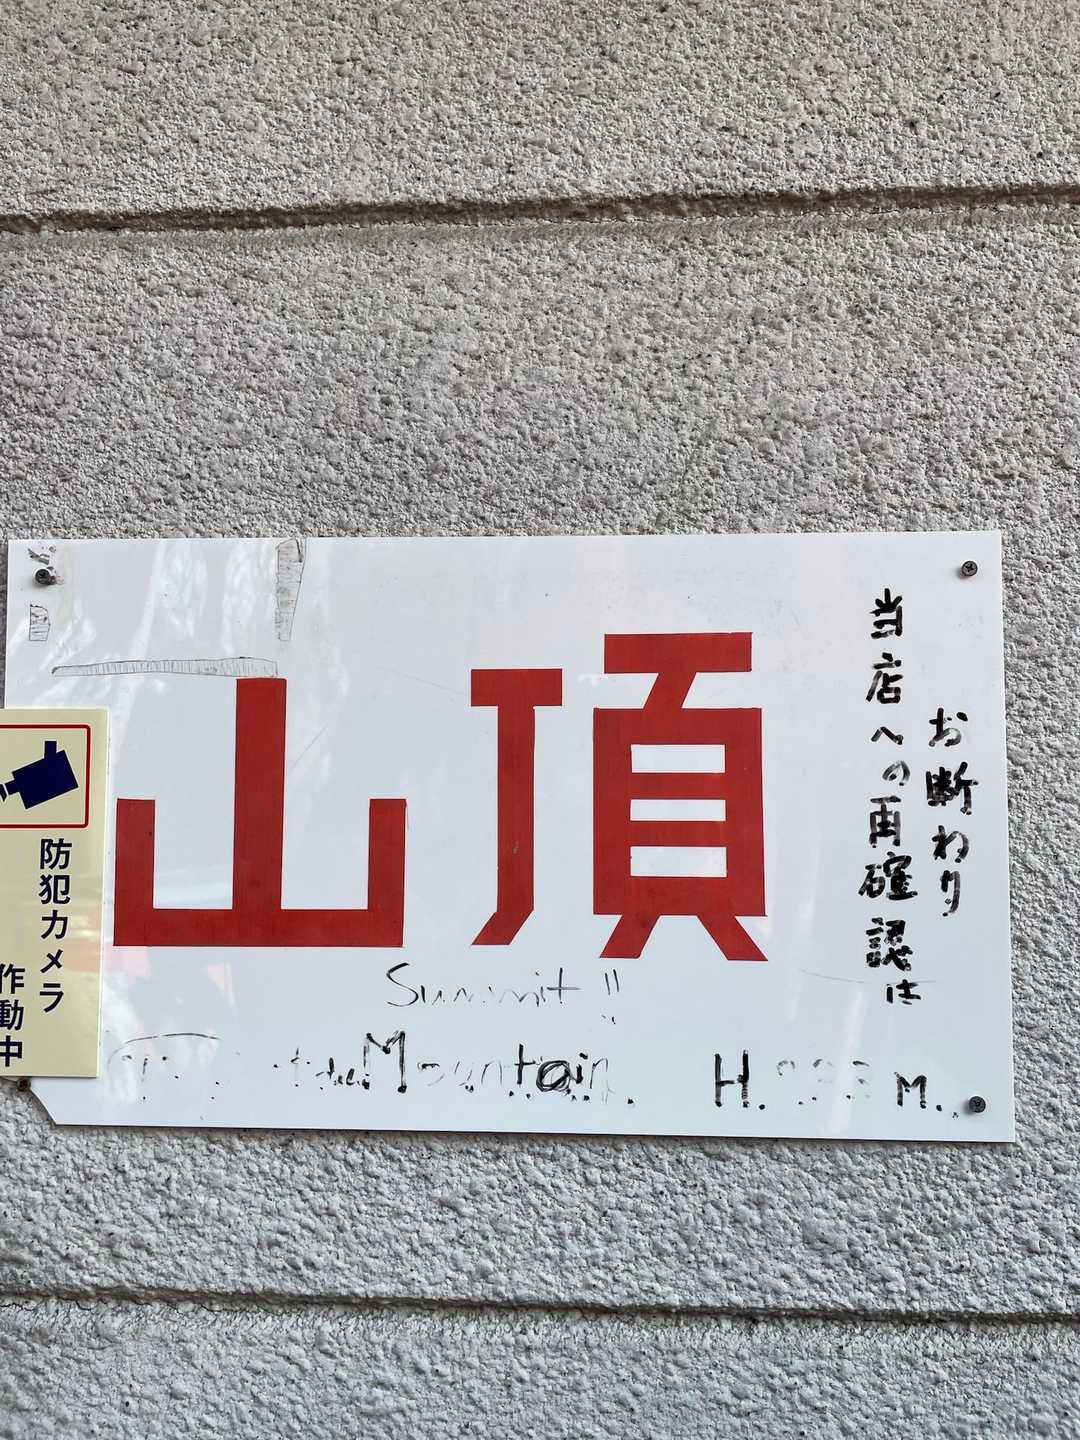 山頂
お断わり
当店への再確認は
Summit!!
Mountain
防犯カメラ
作動中